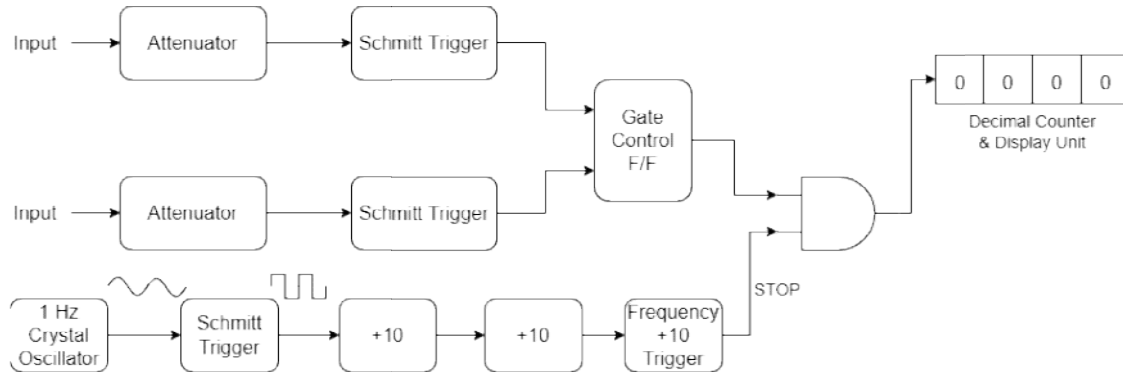 Input
Attenuator
Schmitt Trigger
Gate
Control
F/F
0 0 0 0
Decimal Counter
& Display Unit
Input
Attenuator
Schmitt Trigger
STOP
1 Hz
Crystal
Oscillator
Schmitt
Trigger
+10
+10
Frequency
+10
Trigger